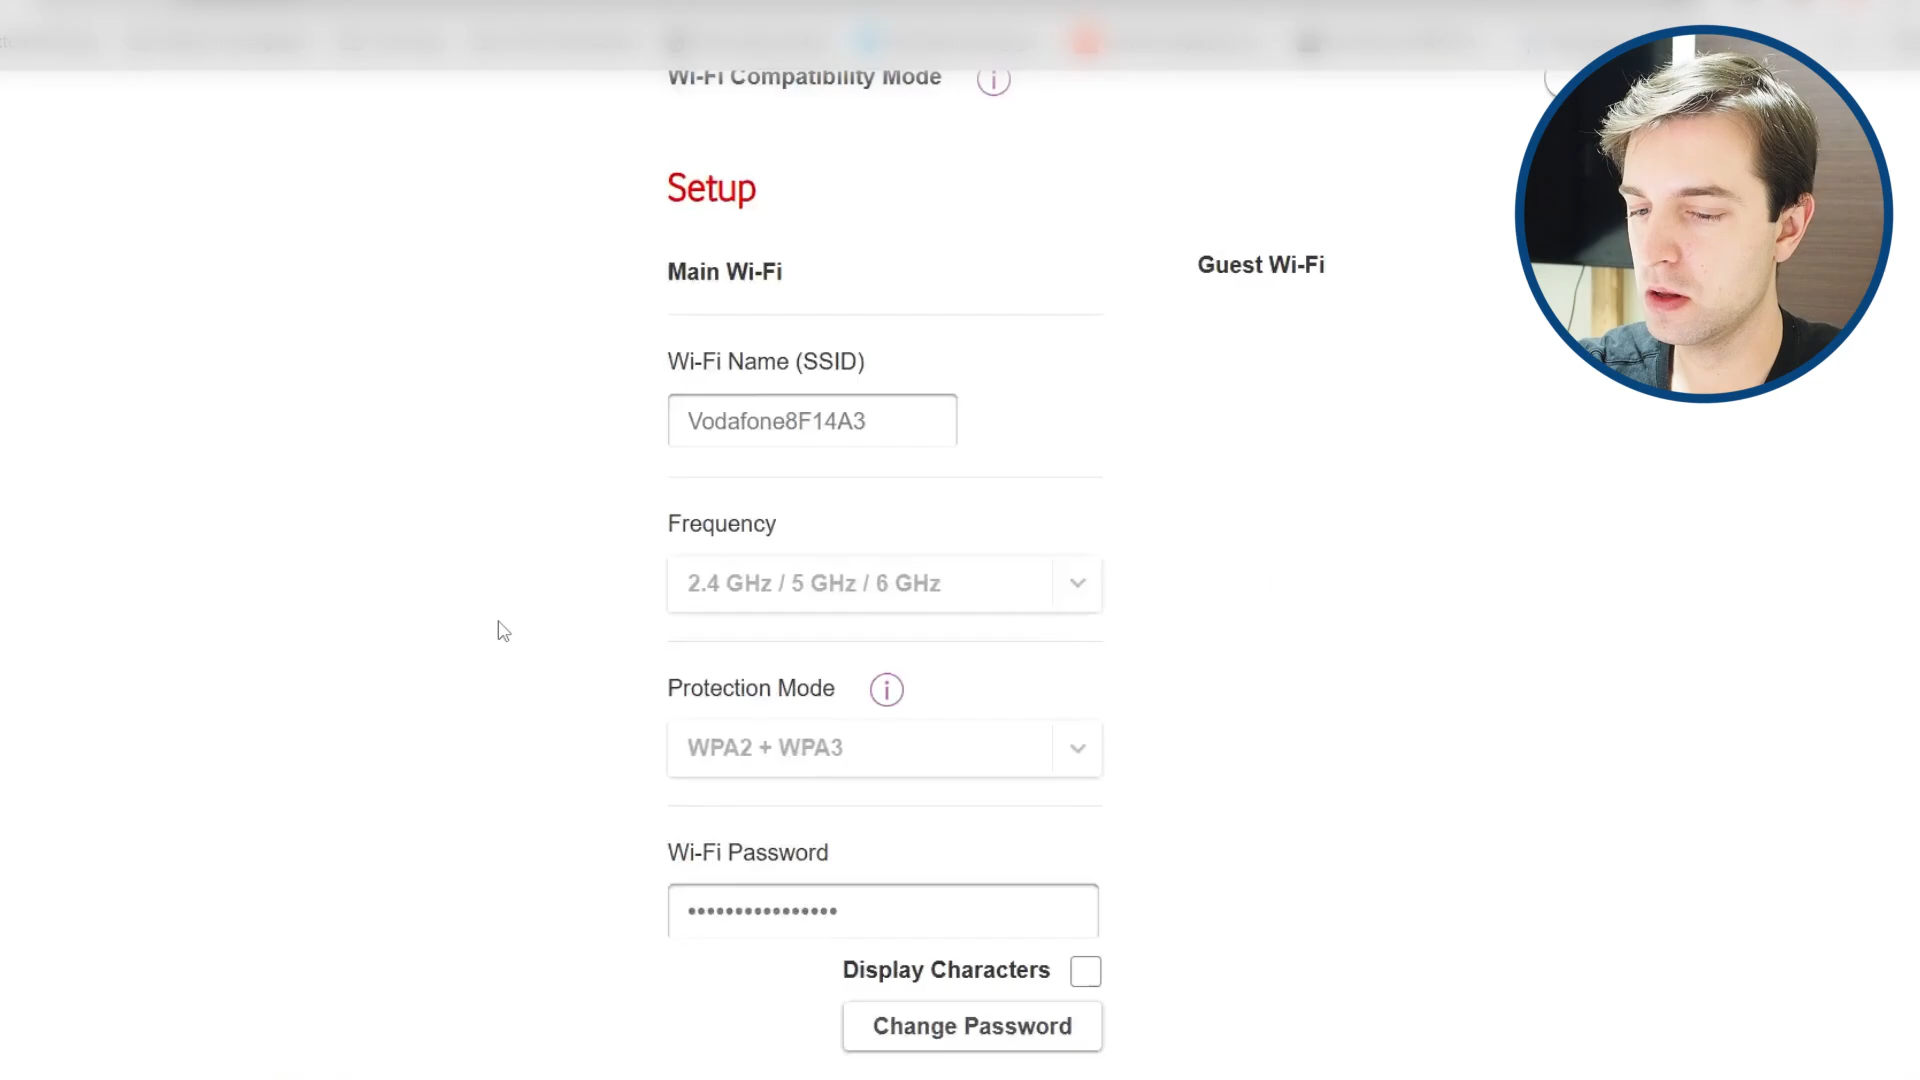 Wi-Fi Compatibility Mode
Setup
Main Wi-Fi
Guest Wi-Fi
Wi-Fi Name (SSID)
Vodafone8F14A3
Frequency
2.4 GHz / 5 GHz / 6 GHz
Protection Mode
WPA2 + WPA3
Wi-Fi Password
••••••••••••••••
Display Characters
Change Password